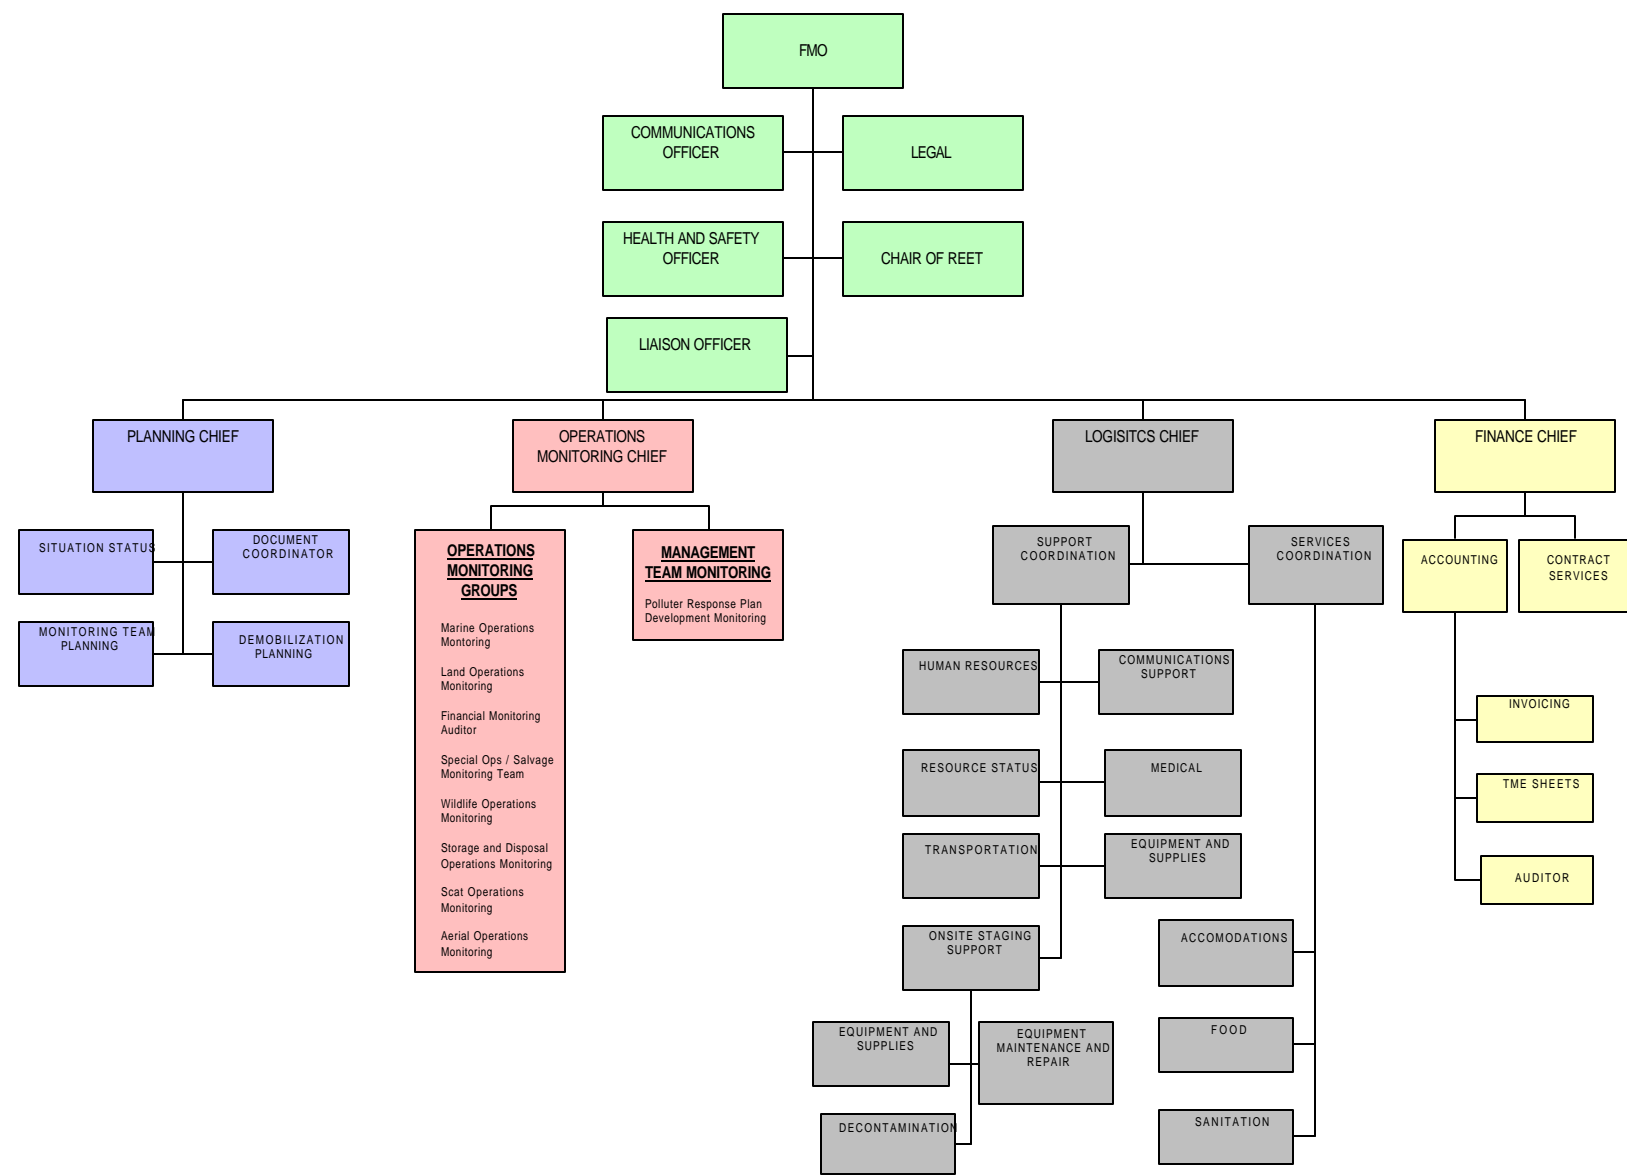 FMO
COMMUNICATIONS
OFFICER
LEGAL
HEALTH AND SAFETY
OFFICER
CHAIR OF REET
LIAISON OFFICER
PLANNING CHIEF
OPERATIONS
MONITORING CHIEF
LOGISITCS CHIEF
FINANCE CHIEF
SITUATION STATUS
DOCUMENT
COORDINATOR
MONITORING TEAM
PLANNING
DEMOBILIZATION
PLANNING
OPERATIONS
MONITORING
GROUPS
Marine Operations
Montoring
Land Operations
Monitoring
Financial Monitoring
Auditor
Special Ops / Salvage
Monitoring Team
Wildlife Operations
Monitoring
Storage and Disposal
Operations Monitoring
Scat Operations
Monitoring
Aerial Operations
Monitoring
MANAGEMENT
TEAM MONITORING
Polluter Response Plan
Development Monitoring
SUPPORT
COORDINATION
SERVICES
COORDINATION
HUMAN RESOURCES
COMMUNICATIONS
SUPPORT
RESOURCE STATUS
MEDICAL
TRANSPORTATION
EQUIPMENT AND
SUPPLIES
ONSITE STAGING
SUPPORT
EQUIPMENT AND
SUPPLIES
EQUIPMENT
MAINTENANCE AND
REPAIR
DECONTAMINATION
ACCOMODATIONS
FOOD
SANITATION
ACCOUNTING
CONTRACT
SERVICES
INVOICING
TME SHEETS
AUDITOR